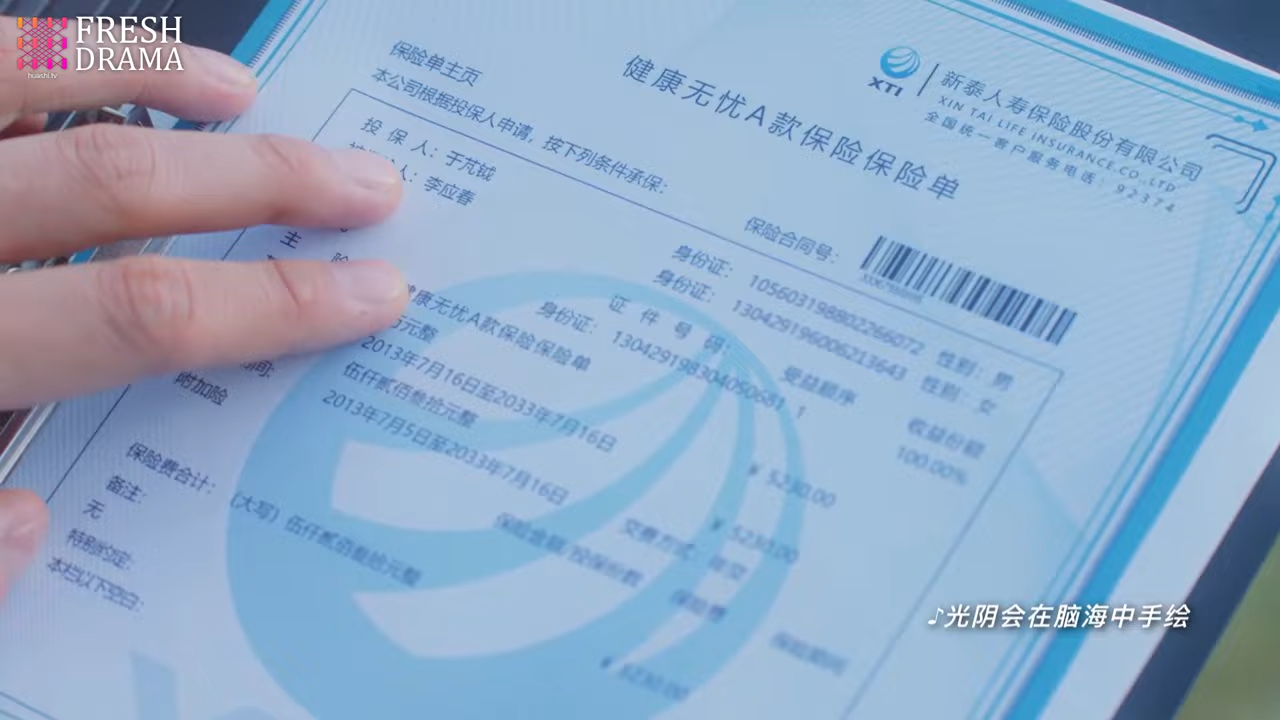 FRESH
DRAMA
huashi.tv
XTI
新泰人寿保险股份有限公司
XIN TAI LIFE INSURANCE.CO.,LTD
全国统一客户服务电话：92374
健康无忧A款保险保险单
保险单主页
本公司根据投保人申请，按下列条件承保：
保险合同号：
投 保 人：于芃钺 身份证：105603198802266072 性别：男
人：李应春 身份证：130429196006213643 性别：女
证 件 号 码： 受益顺序 收益份额
主 险 身份证：130429198304050681 1 100.00%
健康无忧A款保险保险单
万元整
2013年7月16日至2033年7月16日 ￥5230.00
期间：
附加险
伍仟贰佰叁拾元整 ￥5230.00
2013年7月5日至2033年7月16日
保险金额/投保份数 交费方式：年交
保险费 保险期间
保险费合计： （大写）伍仟贰佰叁拾元整 ￥5230.00
备注：
无
特别约定：
本栏以下空白：
♪光阴会在脑海中手绘